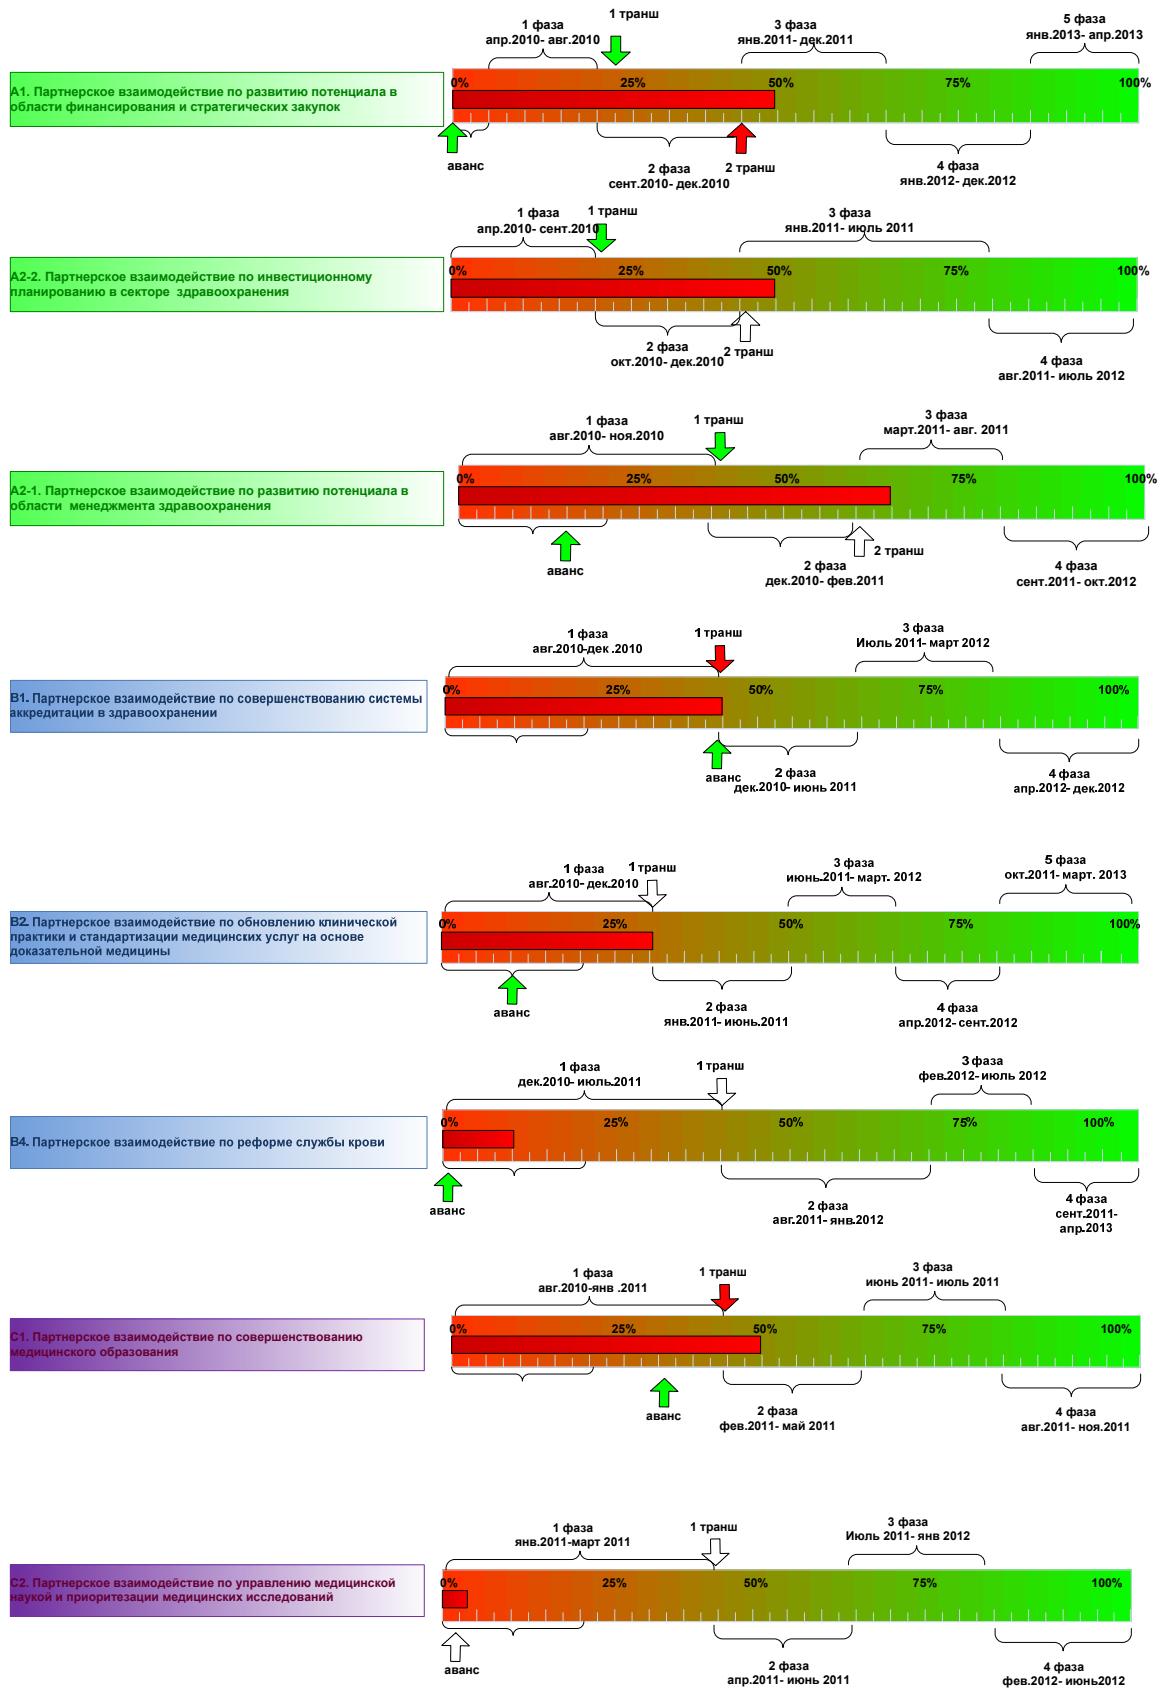 1 транш
1 фаза
апр.2010- авг.2010
3 фаза
янв.2011- дек.2011
5 фаза
янв.2013- апр.2013
А1. Партнерское взаимодействие по развитию потенциала в
области финансирования и стратегических закупок
0% 25% 50% 75% 100%
аванс
2 фаза
сент.2010- дек.2010
2 транш
4 фаза
янв.2012- дек.2012
1 фаза
апр.2010- сент.2010
1 транш
3 фаза
янв.2011- июль 2011
А2-2. Партнерское взаимодействие по инвестиционному
планированию в секторе здравоохранения
0% 25% 50% 75% 100%
2 фаза
окт.2010- дек.2010
2 транш
4 фаза
авг.2011- июль 2012
1 фаза
авг.2010- ноя.2010
1 транш
3 фаза
март.2011- авг. 2011
А2-1. Партнерское взаимодействие по развитию потенциала в
области менеджмента здравоохранения
0% 25% 50% 75% 100%
аванс
2 фаза
дек.2010- фев.2011
2 транш
4 фаза
сент.2011- окт.2012
1 фаза
авг.2010-дек .2010
1 транш
3 фаза
Июль 2011- март 2012
В1. Партнерское взаимодействие по совершенствованию системы
аккредитации в здравоохранении
0% 25% 50% 75% 100%
аванс
2 фаза
дек.2010- июнь 2011
4 фаза
апр.2012- дек.2012
1 фаза
авг.2010- дек.2010
1 транш
3 фаза
июнь.2011- март. 2012
5 фаза
окт.2011- март. 2013
В2. Партнерское взаимодействие по обновлению клинической
практики и стандартизации медицинских услуг на основе
доказательной медицины
0% 25% 50% 75% 100%
аванс
2 фаза
янв.2011- июнь.2011
4 фаза
апр.2012- сент.2012
1 фаза
дек.2010- июль.2011
1 транш
3 фаза
фев.2012- июль 2012
В4. Партнерское взаимодействие по реформе службы крови
0% 25% 50% 75% 100%
аванс
2 фаза
авг.2011- янв.2012
4 фаза
сент.2011-
апр.2013
1 фаза
авг.2010-янв .2011
1 транш
3 фаза
июнь 2011- июль 2011
С1. Партнерское взаимодействие по совершенствованию
медицинского образования
0% 25% 50% 75% 100%
аванс
2 фаза
фев.2011- май 2011
4 фаза
авг.2011- ноя.2011
1 фаза
янв.2011-март 2011
1 транш
3 фаза
Июль 2011- янв 2012
С2. Партнерское взаимодействие по управлению медицинской
наукой и приоритезации медицинских исследований
0% 25% 50% 75% 100%
аванс
2 фаза
апр.2011- июнь 2011
4 фаза
фев.2012- июнь2012